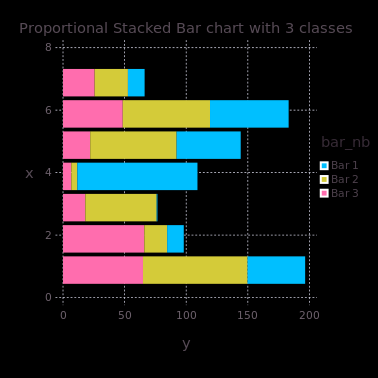 Proportional Stacked Bar chart with 3 classes
8
6
4
2
0
x
0 50 100 150 200
y
bar_nb
Bar 1
Bar 2
Bar 3